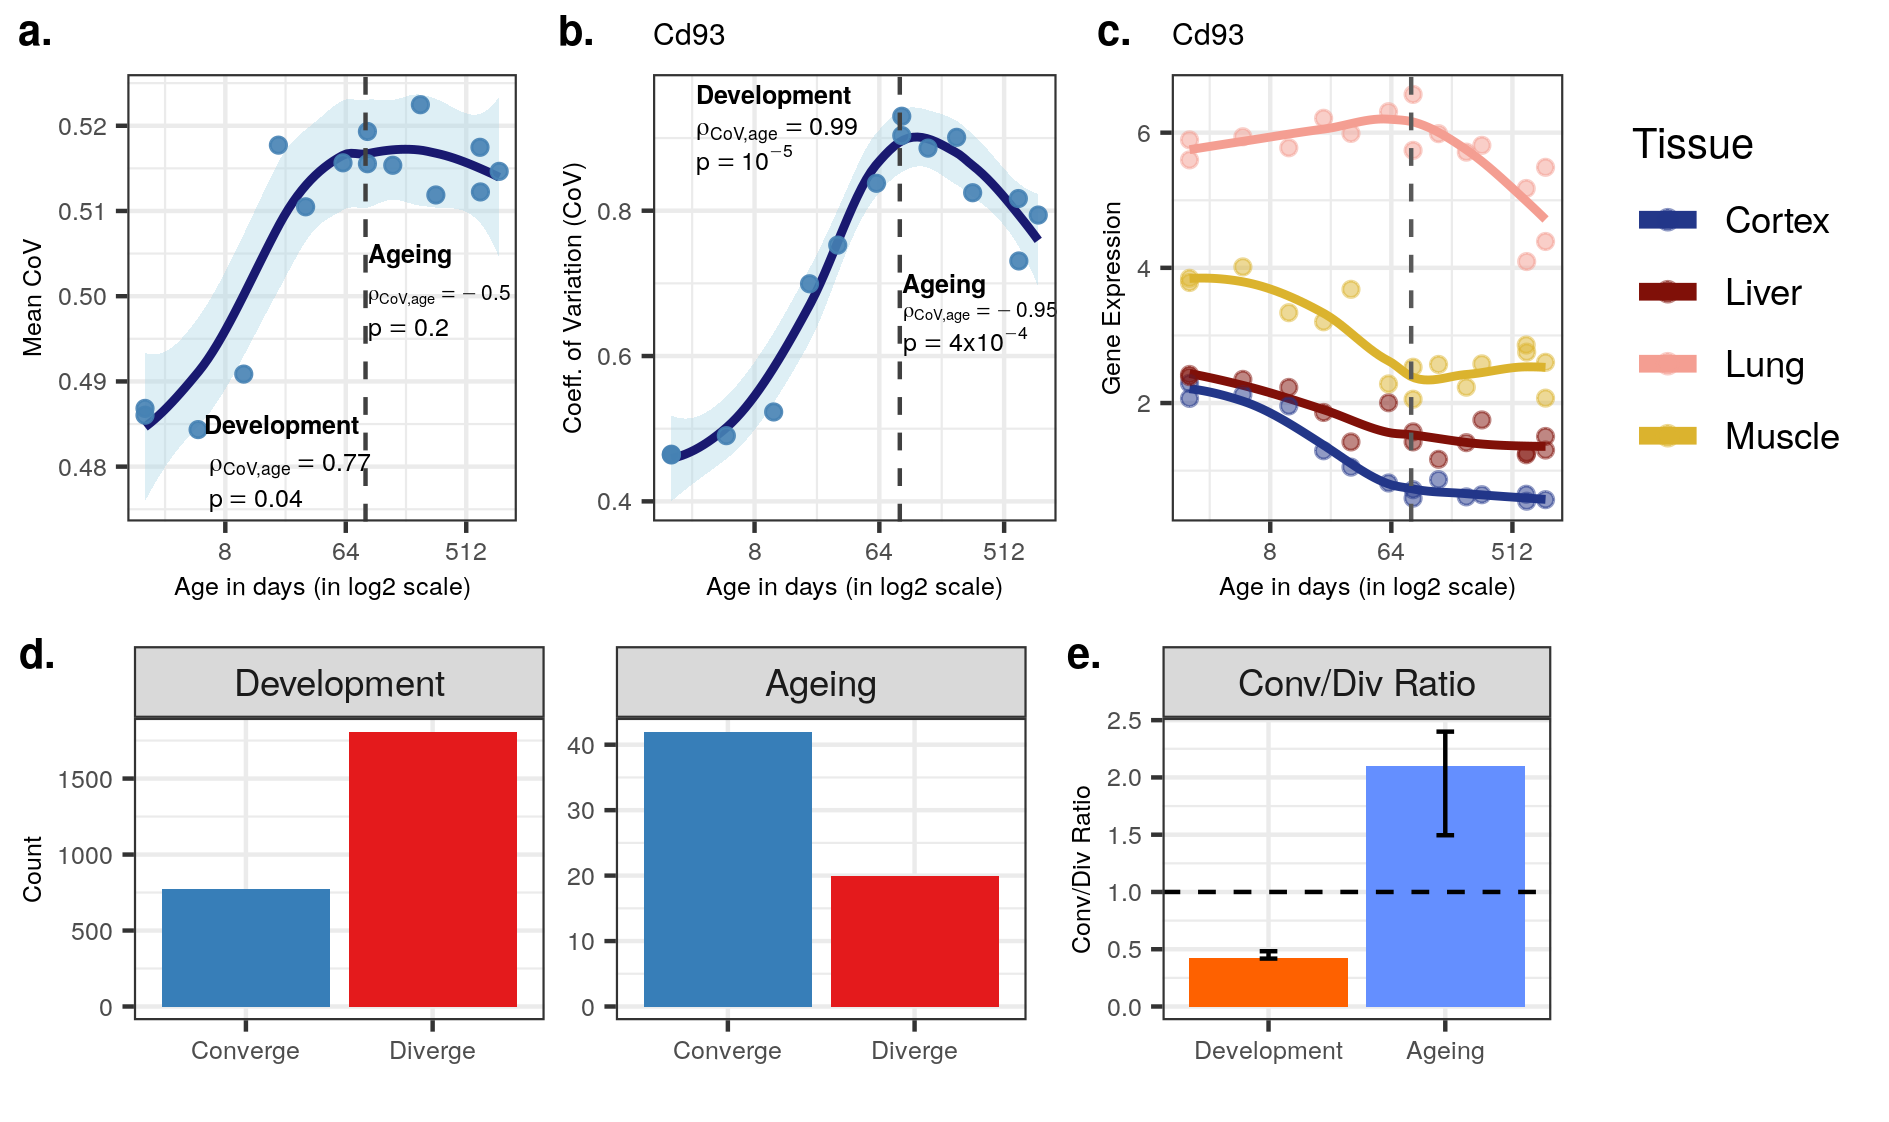 a.
0.52
0.51
0.50
0.49
0.48
Mean CoV
Ageing
ρCoV,age = − 0.5
p = 0.2
Development
ρCoV,age = 0.77
p = 0.04
8 64 512
Age in days (in log2 scale)
b. Cd93
Development
ρCoV,age = 0.99
p = 10−5
0.8
0.6
0.4
Coeff. of Variation (CoV)
Ageing
ρCoV,age = − 0.95
p = 4x10−4
8 64 512
Age in days (in log2 scale)
c. Cd93
6
4
2
Gene Expression
8 64 512
Age in days (in log2 scale)
Tissue
Cortex
Liver
Lung
Muscle
d.
Development
1500
1000
500
0
Count
Converge Diverge
Ageing
40
30
20
10
0
Converge Diverge
e.
Conv/Div Ratio
2.5
2.0
1.5
1.0
0.5
0.0
Conv/Div Ratio
Development Ageing